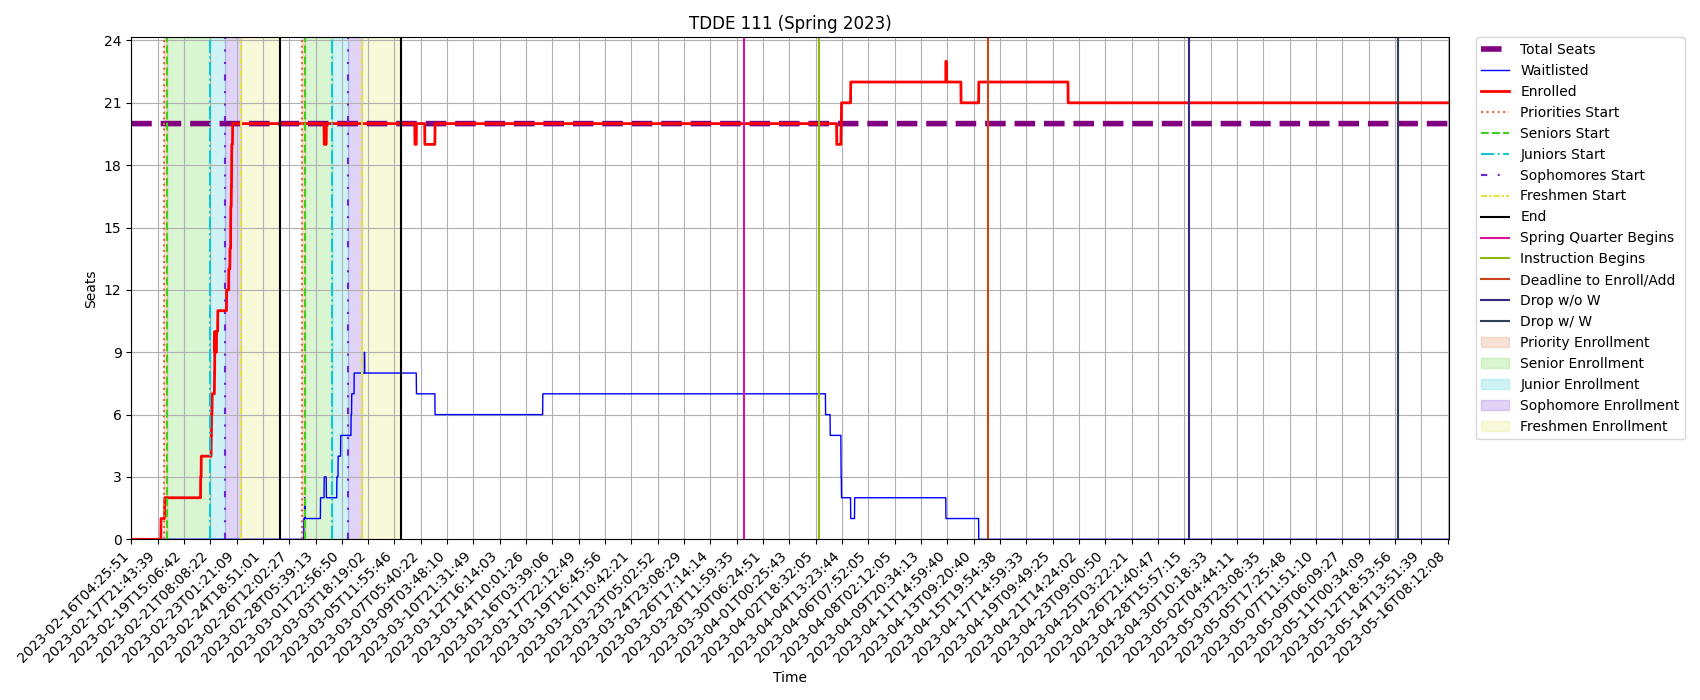 TDDE 111 (Spring 2023)
24
21
18
15
12
9
6
3
0
Seats
2023-02-16T04:25:51
2023-02-17T21:43:39
2023-02-19T15:06:42
2023-02-21T08:08:22
2023-02-23T01:21:09
2023-02-24T18:51:01
2023-02-26T12:02:27
2023-02-28T05:39:13
2023-03-01T22:56:50
2023-03-03T18:19:02
2023-03-05T11:55:46
2023-03-07T05:40:22
2023-03-09T03:48:10
2023-03-12T16:14:03
2023-03-14T10:01:26
2023-03-16T03:39:06
2023-03-17T22:12:49
2023-03-19T16:45:56
2023-03-21T10:42:21
2023-03-23T05:02:52
2023-03-24T23:08:29
2023-03-26T17:14:14
2023-03-28T11:59:35
2023-03-30T06:24:51
2023-04-01T00:25:43
2023-04-02T18:32:05
2023-04-04T13:23:44
2023-04-06T07:52:05
2023-04-08T02:12:05
2023-04-09T20:34:13
2023-04-11T14:59:40
2023-04-13T09:20:40
2023-04-15T19:54:38
2023-04-17T14:59:33
2023-04-19T09:49:25
2023-04-21T14:24:02
2023-04-23T09:00:50
2023-04-25T03:22:21
2023-04-26T21:40:47
2023-04-28T15:57:15
2023-04-30T10:18:33
2023-05-02T04:44:11
2023-05-03T23:08:35
2023-05-05T17:25:48
2023-05-07T11:51:10
2023-05-09T06:09:27
2023-05-11T00:34:09
2023-05-12T18:53:56
2023-05-14T13:51:39
2023-05-16T08:12:08
Time
Total Seats
Waitlisted
Enrolled
Priorities Start
Seniors Start
Juniors Start
Sophomores Start
Freshmen Start
End
Spring Quarter Begins
Instruction Begins
Deadline to Enroll/Add
Drop w/o W
Drop w/ W
Priority Enrollment
Senior Enrollment
Junior Enrollment
Sophomore Enrollment
Freshmen Enrollment